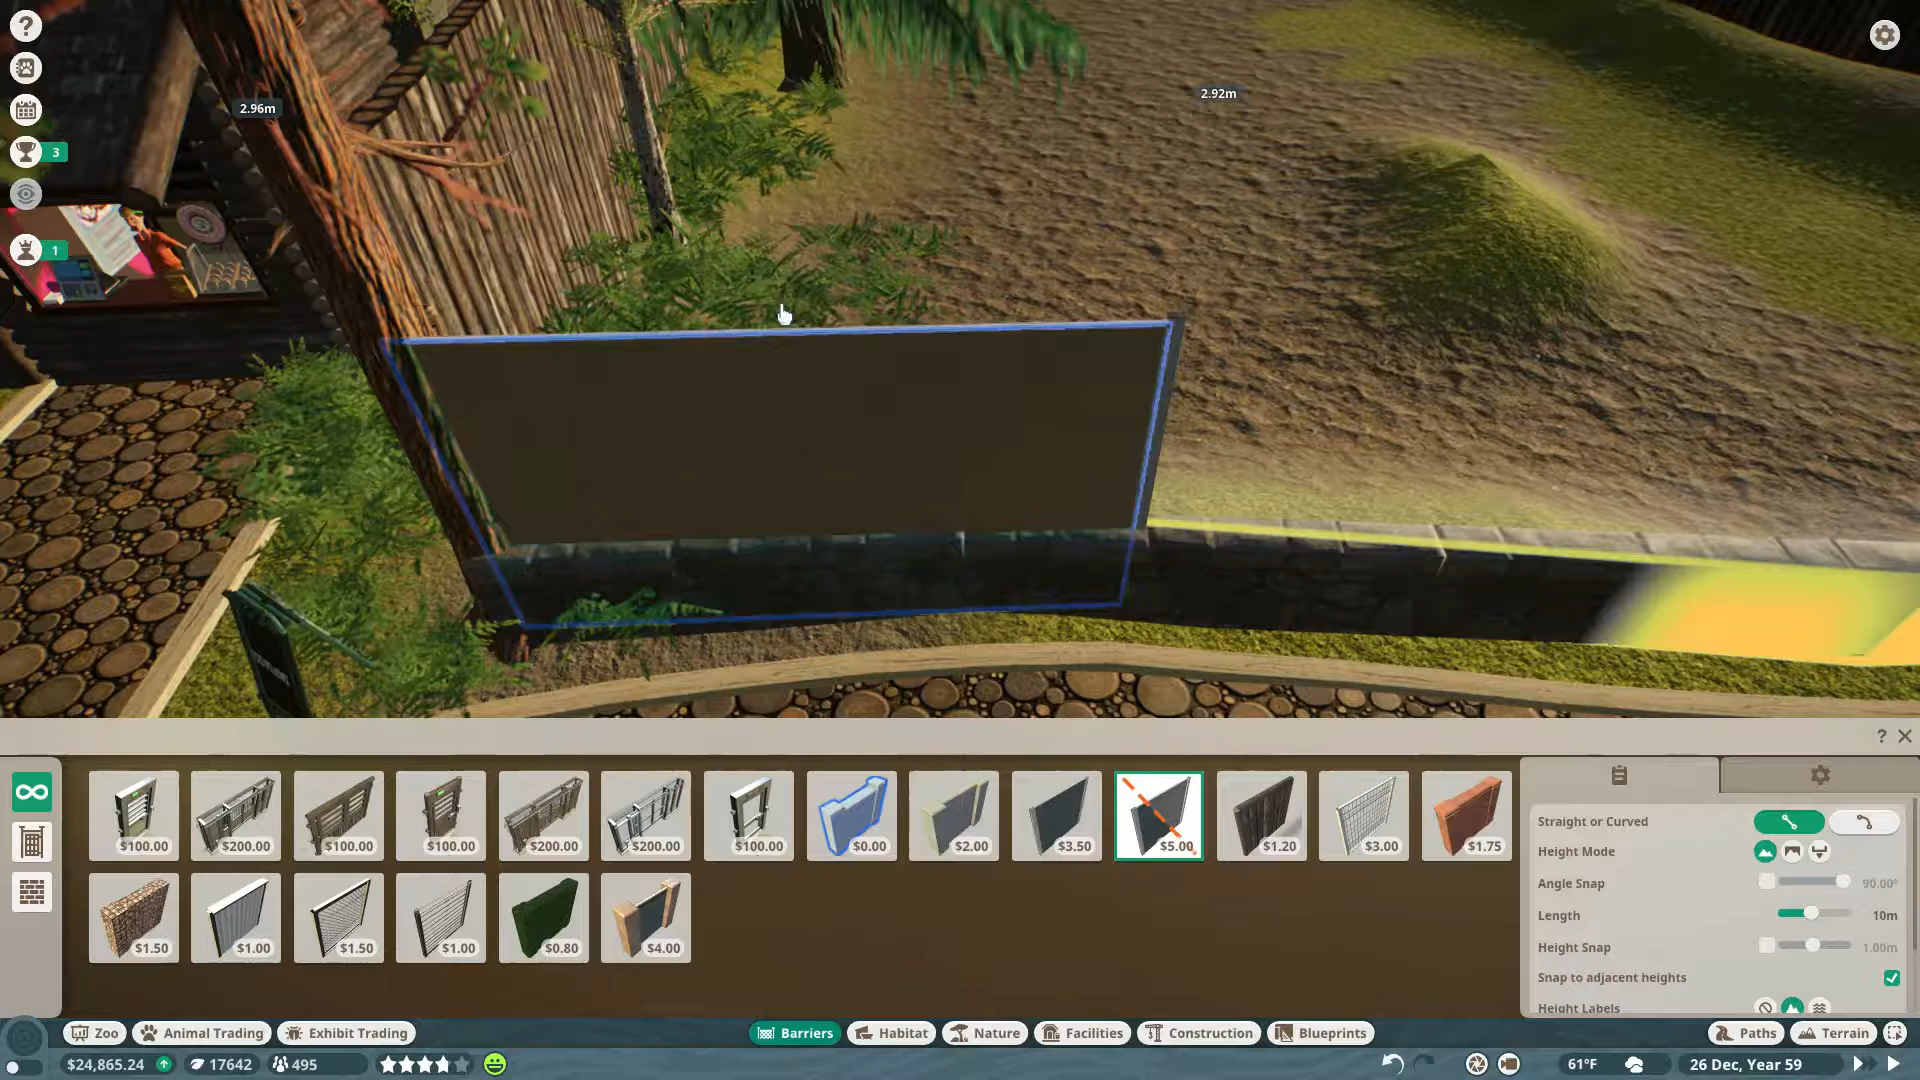 ?
2.96m
2.92m
3
1
?
$100.00
$200.00
$100.00
$100.00
$200.00
$200.00
$100.00
$0.00
$2.00
$3.50
$5.00
$1.20
$3.00
$1.75
$1.50
$1.00
$1.50
$1.00
$0.80
$4.00
Straight or Curved
Height Mode
Angle Snap 90.00°
Length 10m
Height Snap 1.00m
Snap to adjacent heights
Height Labels
Zoo Animal Trading Exhibit Trading Barriers Habitat Nature Facilities Construction Blueprints Paths Terrain
$24,865.24 17642 495 61°F 26 Dec, Year 59